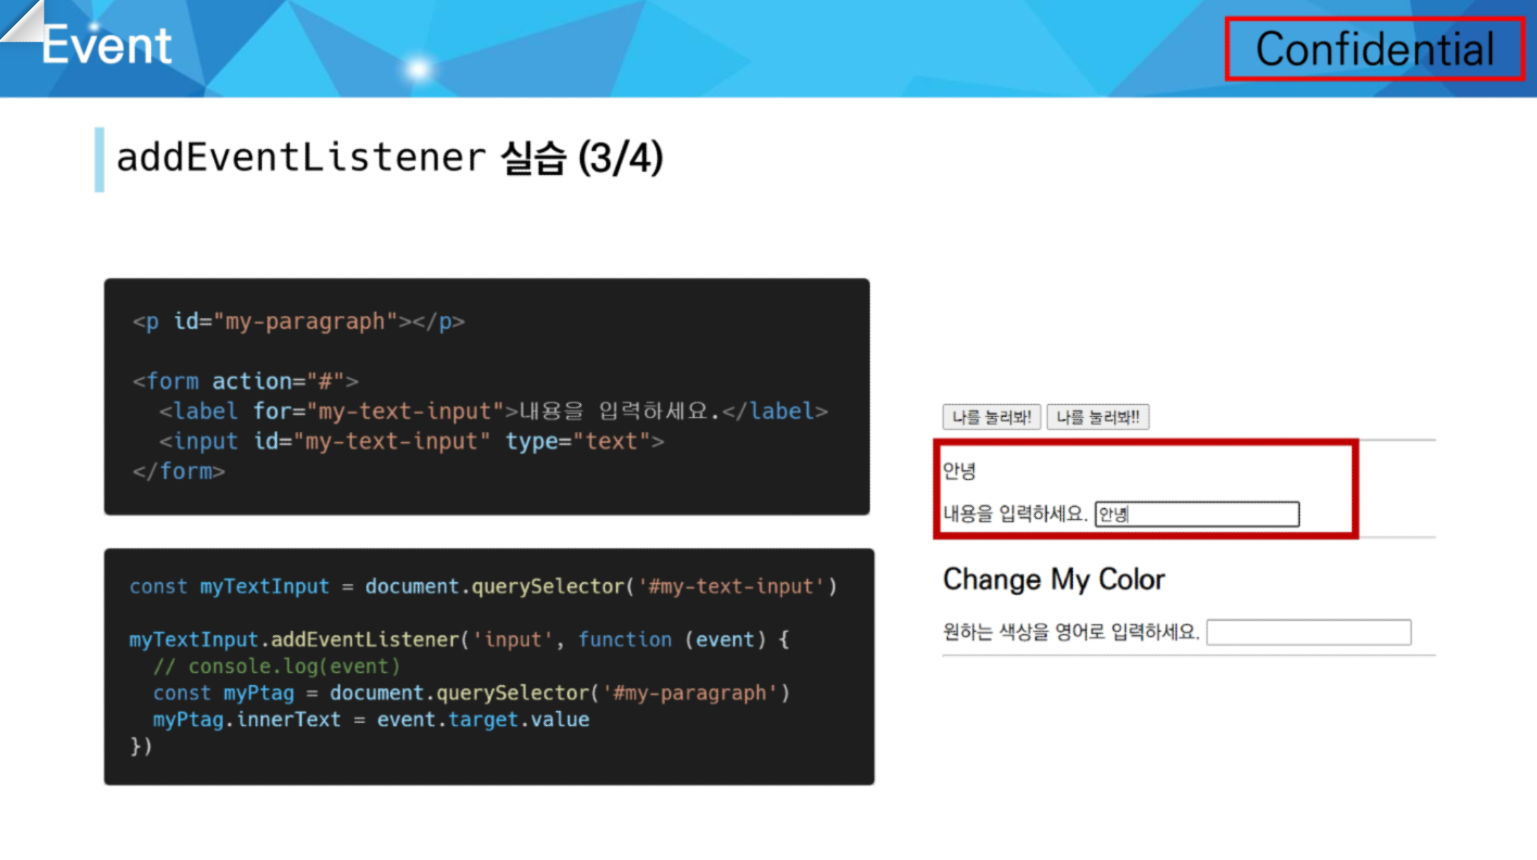 Event
Confidential
addEventListener 실습 (3/4)
<p id="my-paragraph"></p>
<form action="#">
  <label for="my-text-input">내용을 입력하세요.</label>
  <input id="my-text-input" type="text">
</form>
const myTextInput = document.querySelector('#my-text-input')
myTextInput.addEventListener('input', function (event) {
  // console.log(event)
  const myPtag = document.querySelector('#my-paragraph')
  myPtag.innerText = event.target.value
})
나를 눌러봐! 나를 눌러봐!!
안녕
내용을 입력하세요. 안녕
Change My Color
원하는 색상을 영어로 입력하세요.